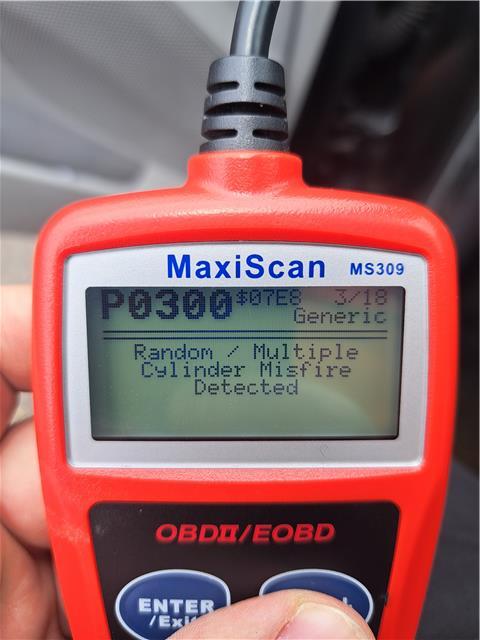 MaxiScan MS309
P0300 $07E8 3/18
Generic
Random / Multiple
Cylinder Misfire
Detected
OBDII/EOBD
ENTER
/Exit